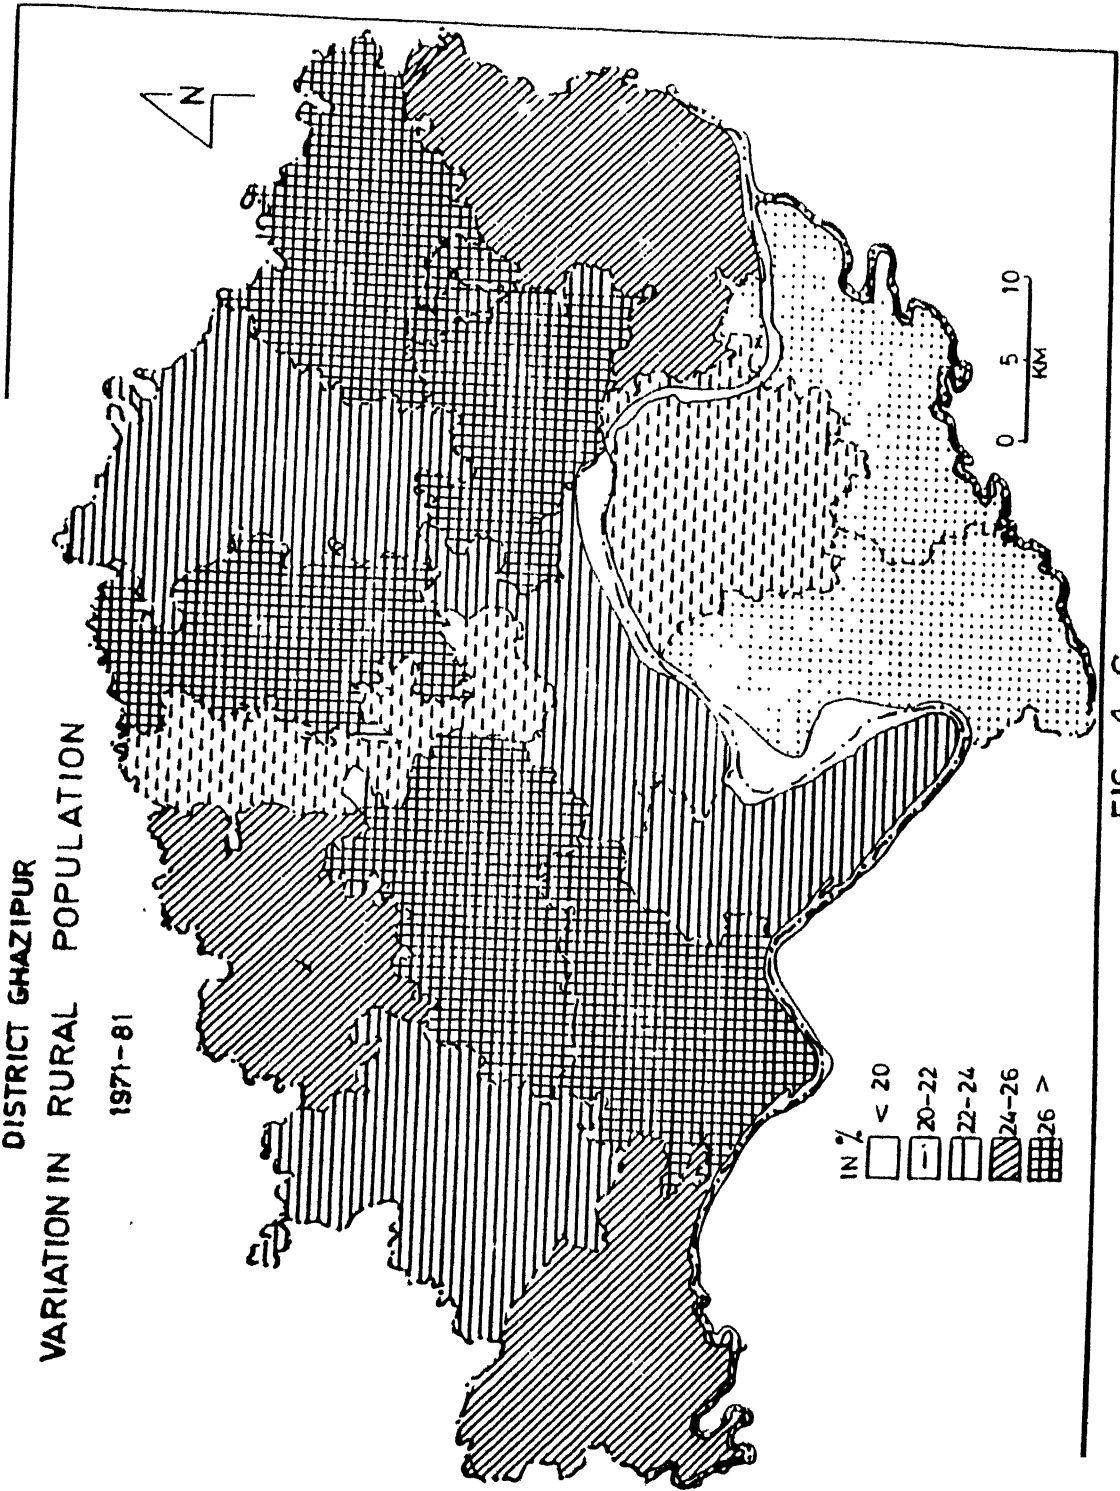 DISTRICT GHAZIPUR
VARIATION IN RURAL POPULATION
1971-81
N
IN %
< 20
20-22
22-24
24-26
26 >
0 5 10
KM